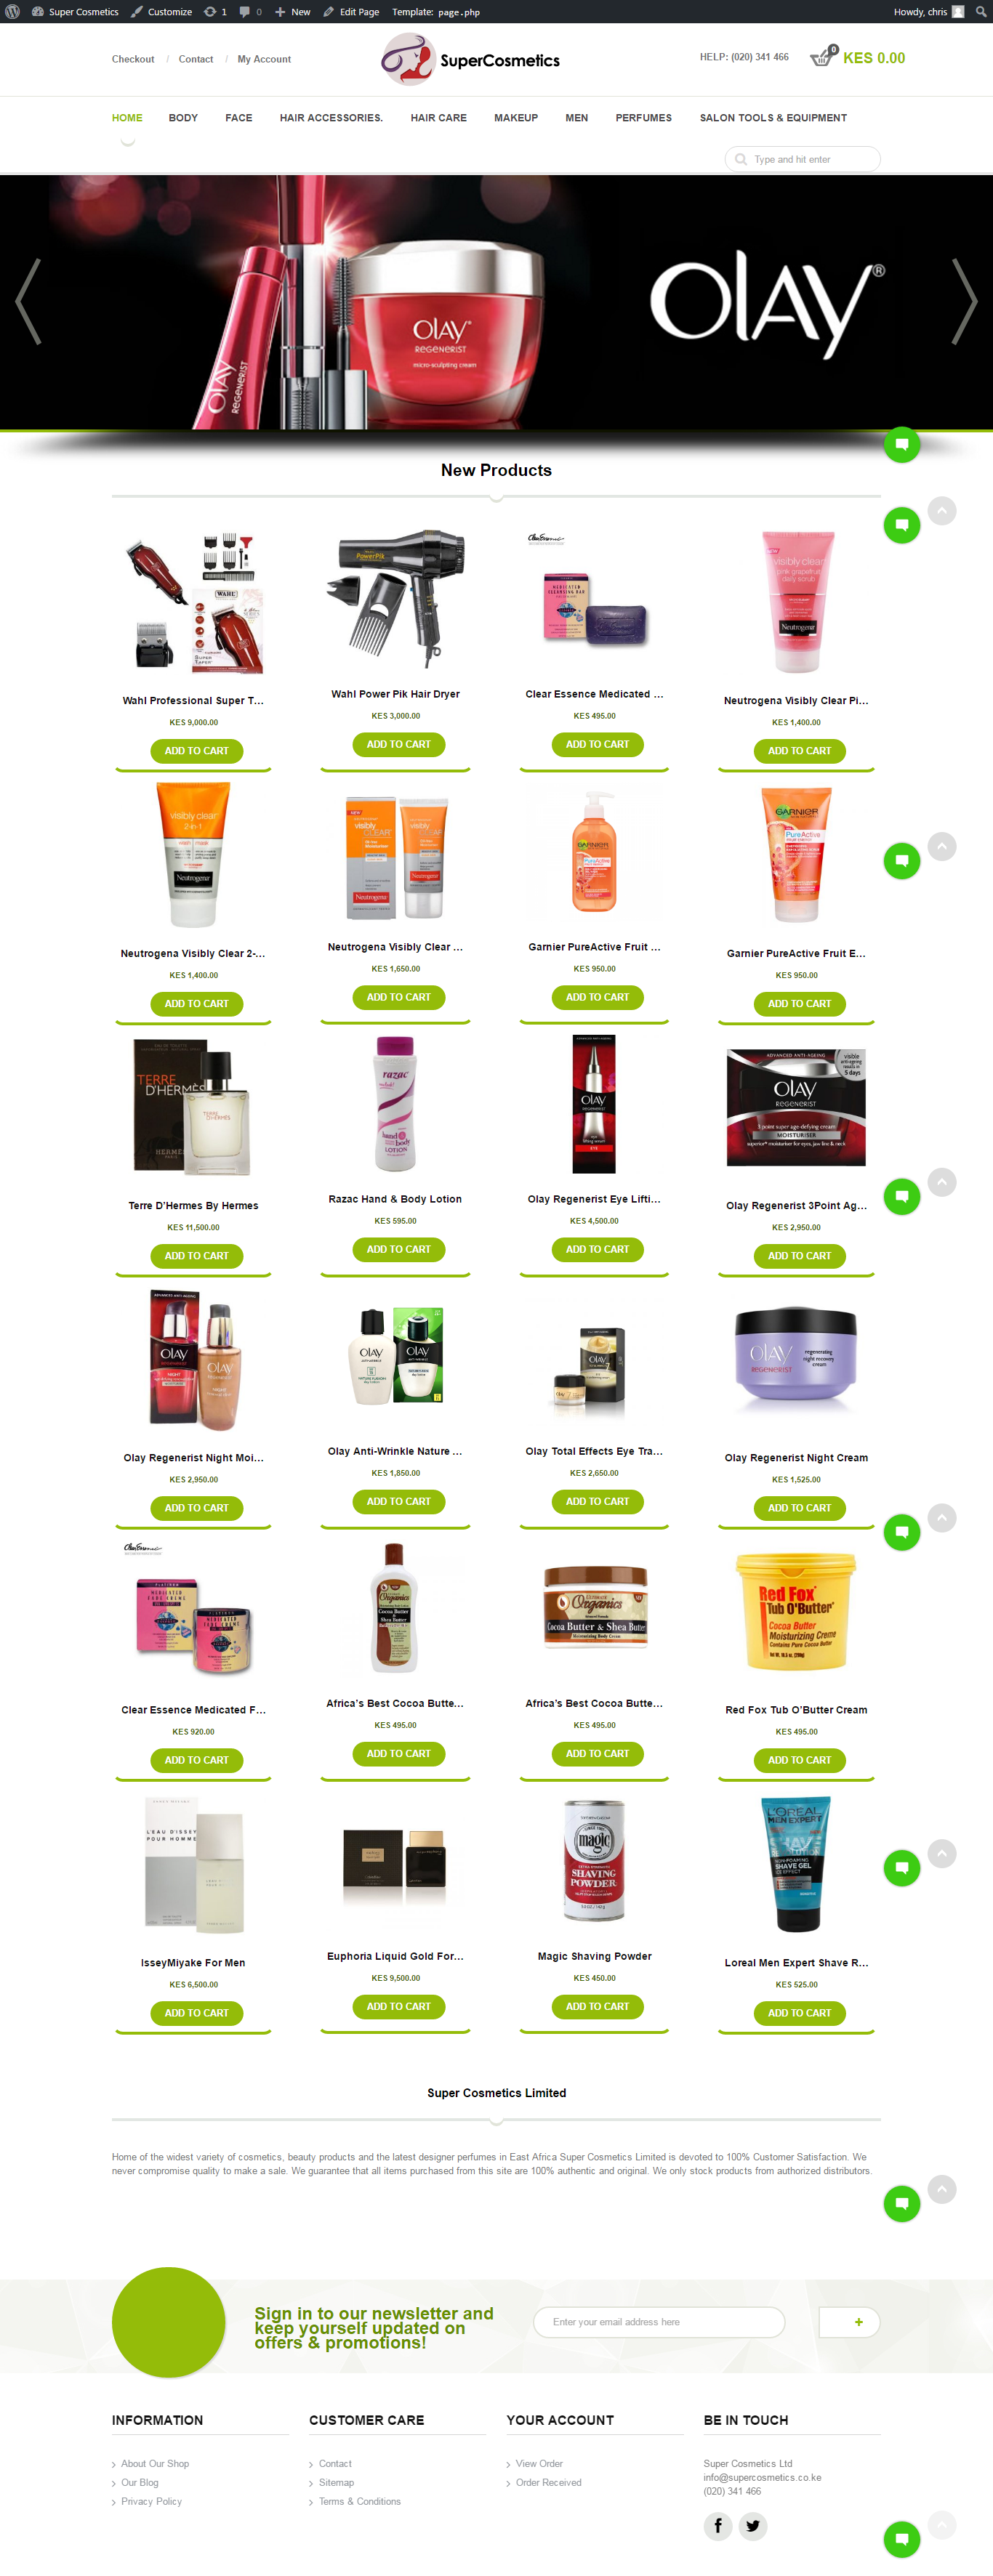 Super Cosmetics Customize 1 0 New Edit Page Template: page.php Howdy, chris
Checkout / Contact / My Account
SuperCosmetics
HELP: (020) 341 466
0
KES 0.00
HOME BODY FACE HAIR ACCESSORIES. HAIR CARE MAKEUP MEN PERFUMES SALON TOOLS & EQUIPMENT
Type and hit enter
OLAY
REGENERIST
OLAY
REGENERIST
micro-sculpting cream
OLAY®
New Products
Wahl Professional Super T...
KES 9,000.00
ADD TO CART
Wahl Power Pik Hair Dryer
KES 3,000.00
ADD TO CART
Clear Essence Medicated ...
KES 495.00
ADD TO CART
Neutrogena Visibly Clear Pi...
KES 1,400.00
ADD TO CART
Neutrogena Visibly Clear 2-...
KES 1,400.00
ADD TO CART
Neutrogena Visibly Clear ...
KES 1,650.00
ADD TO CART
Garnier PureActive Fruit ...
KES 950.00
ADD TO CART
Garnier PureActive Fruit E...
KES 950.00
ADD TO CART
Terre D'Hermes By Hermes
KES 11,500.00
ADD TO CART
Razac Hand & Body Lotion
KES 595.00
ADD TO CART
Olay Regenerist Eye Lifti...
KES 4,500.00
ADD TO CART
Olay Regenerist 3Point Ag...
KES 2,950.00
ADD TO CART
Olay Regenerist Night Moi...
KES 2,950.00
ADD TO CART
Olay Anti-Wrinkle Nature ...
KES 1,850.00
ADD TO CART
Olay Total Effects Eye Tra...
KES 2,650.00
ADD TO CART
Olay Regenerist Night Cream
KES 1,525.00
ADD TO CART
Clear Essence Medicated F...
KES 920.00
ADD TO CART
Africa's Best Cocoa Butte...
KES 495.00
ADD TO CART
Africa's Best Cocoa Butte...
KES 495.00
ADD TO CART
Red Fox Tub O'Butter Cream
KES 495.00
ADD TO CART
IsseyMiyake For Men
KES 6,500.00
ADD TO CART
Euphoria Liquid Gold For...
KES 9,500.00
ADD TO CART
Magic Shaving Powder
KES 450.00
ADD TO CART
Loreal Men Expert Shave R...
KES 525.00
ADD TO CART
Super Cosmetics Limited
Home of the widest variety of cosmetics, beauty products and the latest designer perfumes in East Africa Super Cosmetics Limited is devoted to 100% Customer Satisfaction. We
never compromise quality to make a sale. We guarantee that all items purchased from this site are 100% authentic and original. We only stock products from authorized distributors.
Sign in to our newsletter and
keep yourself updated on
offers & promotions!
Enter your email address here
+
INFORMATION
About Our Shop
Our Blog
Privacy Policy
CUSTOMER CARE
Contact
Sitemap
Terms & Conditions
YOUR ACCOUNT
View Order
Order Received
BE IN TOUCH
Super Cosmetics Ltd
info@supercosmetics.co.ke
(020) 341 466